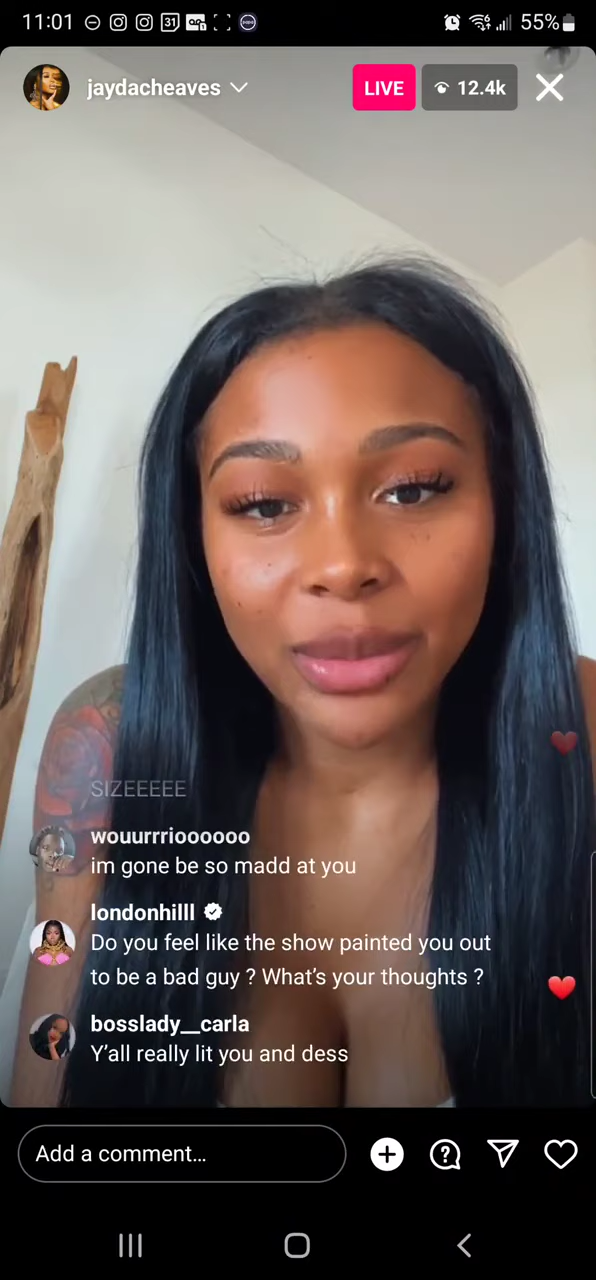 11:01
31
55%
jaydacheaves
LIVE
12.4k
SIZEEEEE
wouurrrioooooo
im gone be so madd at you
londonhilll
Do you feel like the show painted you out
to be a bad guy ? What's your thoughts ?
bosslady__carla
Y'all really lit you and dess
Add a comment...